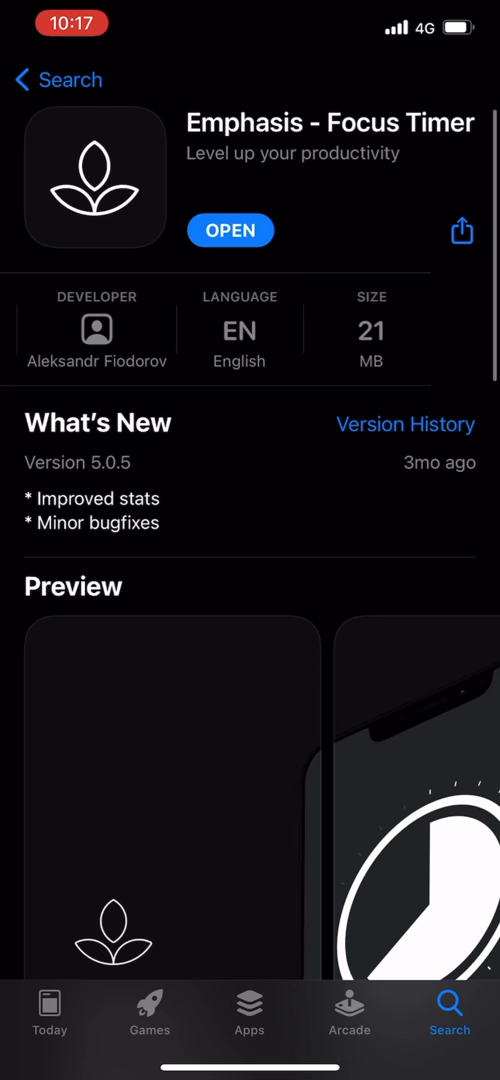 10:17
4G
Search
Emphasis - Focus Timer
Level up your productivity
OPEN
DEVELOPER
LANGUAGE
SIZE
EN
21
Aleksandr Fiodorov
English
MB
What's New
Version History
Version 5.0.5
3mo ago
* Improved stats
* Minor bugfixes
Preview
Today
Games
Apps
Arcade
Search